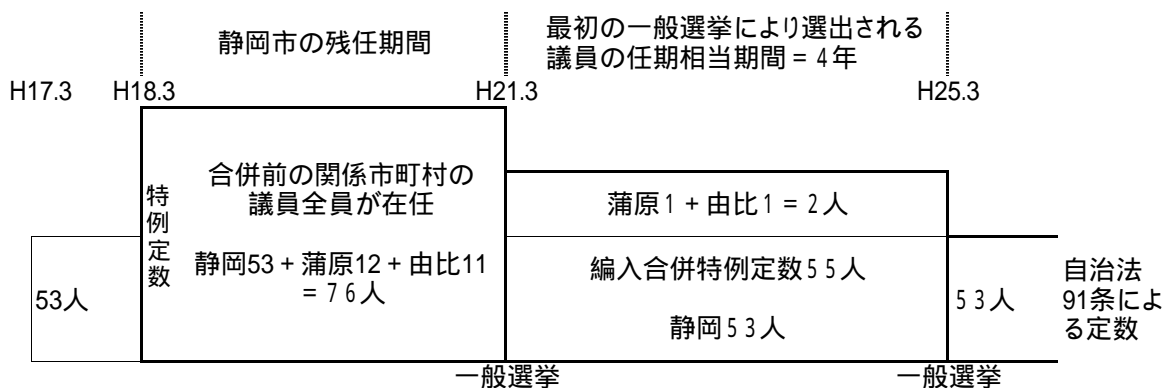 静岡市の残任期間
最初の一般選挙により選出される
議員の任期相当期間=4年
H17.3
H18.3
H21.3
H25.3
特例定数
合併前の関係市町村の
議員全員が在任
静岡53+蒲原12+由比11
=76人
蒲原1+由比1=2人
編入合併特例定数55人
静岡53人
53人
53人
自治法
91条によ
る定数
一般選挙
一般選挙